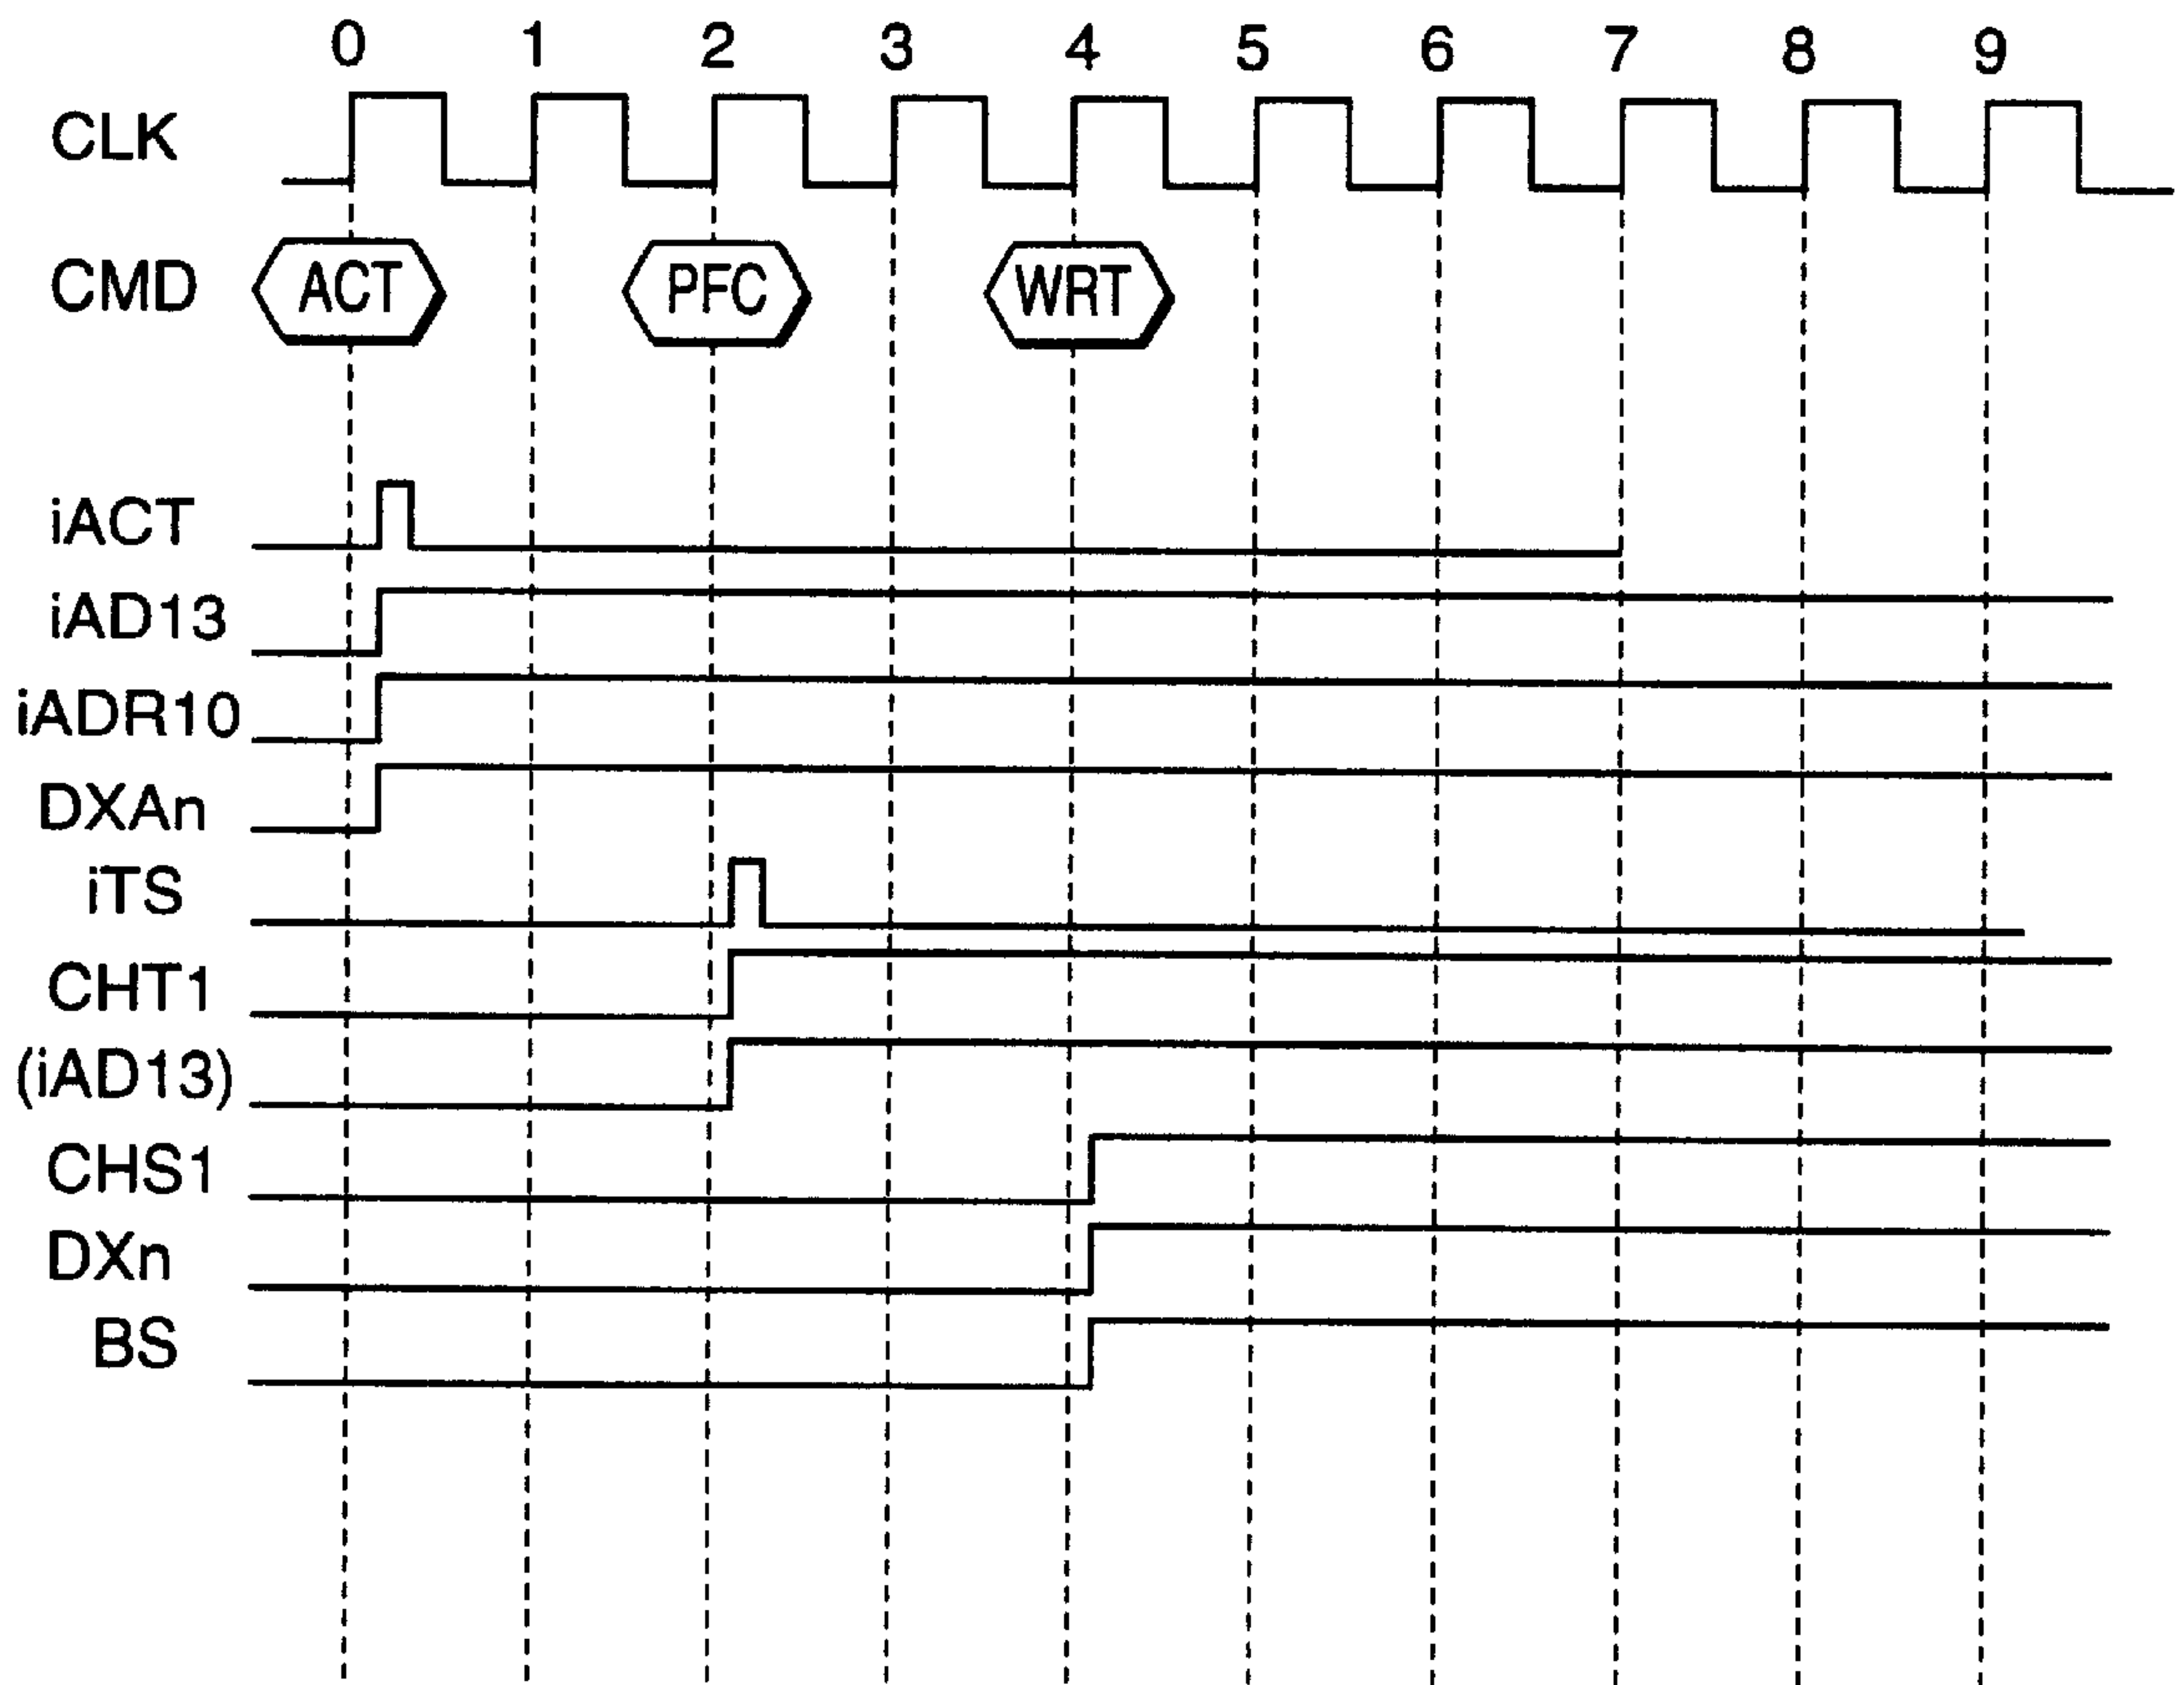 0 1 2 3 4 5 6 7 8 9
CLK
CMD ACT PFC WRT
iACT
iAD13
iADR10
DXAn
iTS
CHT1
(iAD13)
CHS1
DXn
BS